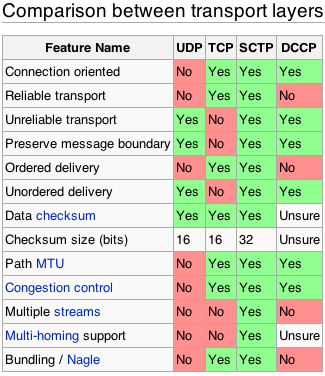 Comparison between transport layers
Feature Name UDP TCP SCTP DCCP
Connection oriented No Yes Yes Yes
Reliable transport No Yes Yes No
Unreliable transport Yes No Yes Yes
Preserve message boundary Yes No Yes Yes
Ordered delivery No Yes Yes No
Unordered delivery Yes No Yes Yes
Data checksum Yes Yes Yes Unsure
Checksum size (bits) 16 16 32 Unsure
Path MTU No Yes Yes Yes
Congestion control No Yes Yes Yes
Multiple streams No No Yes No
Multi-homing support No No Yes Unsure
Bundling / Nagle No Yes Yes No